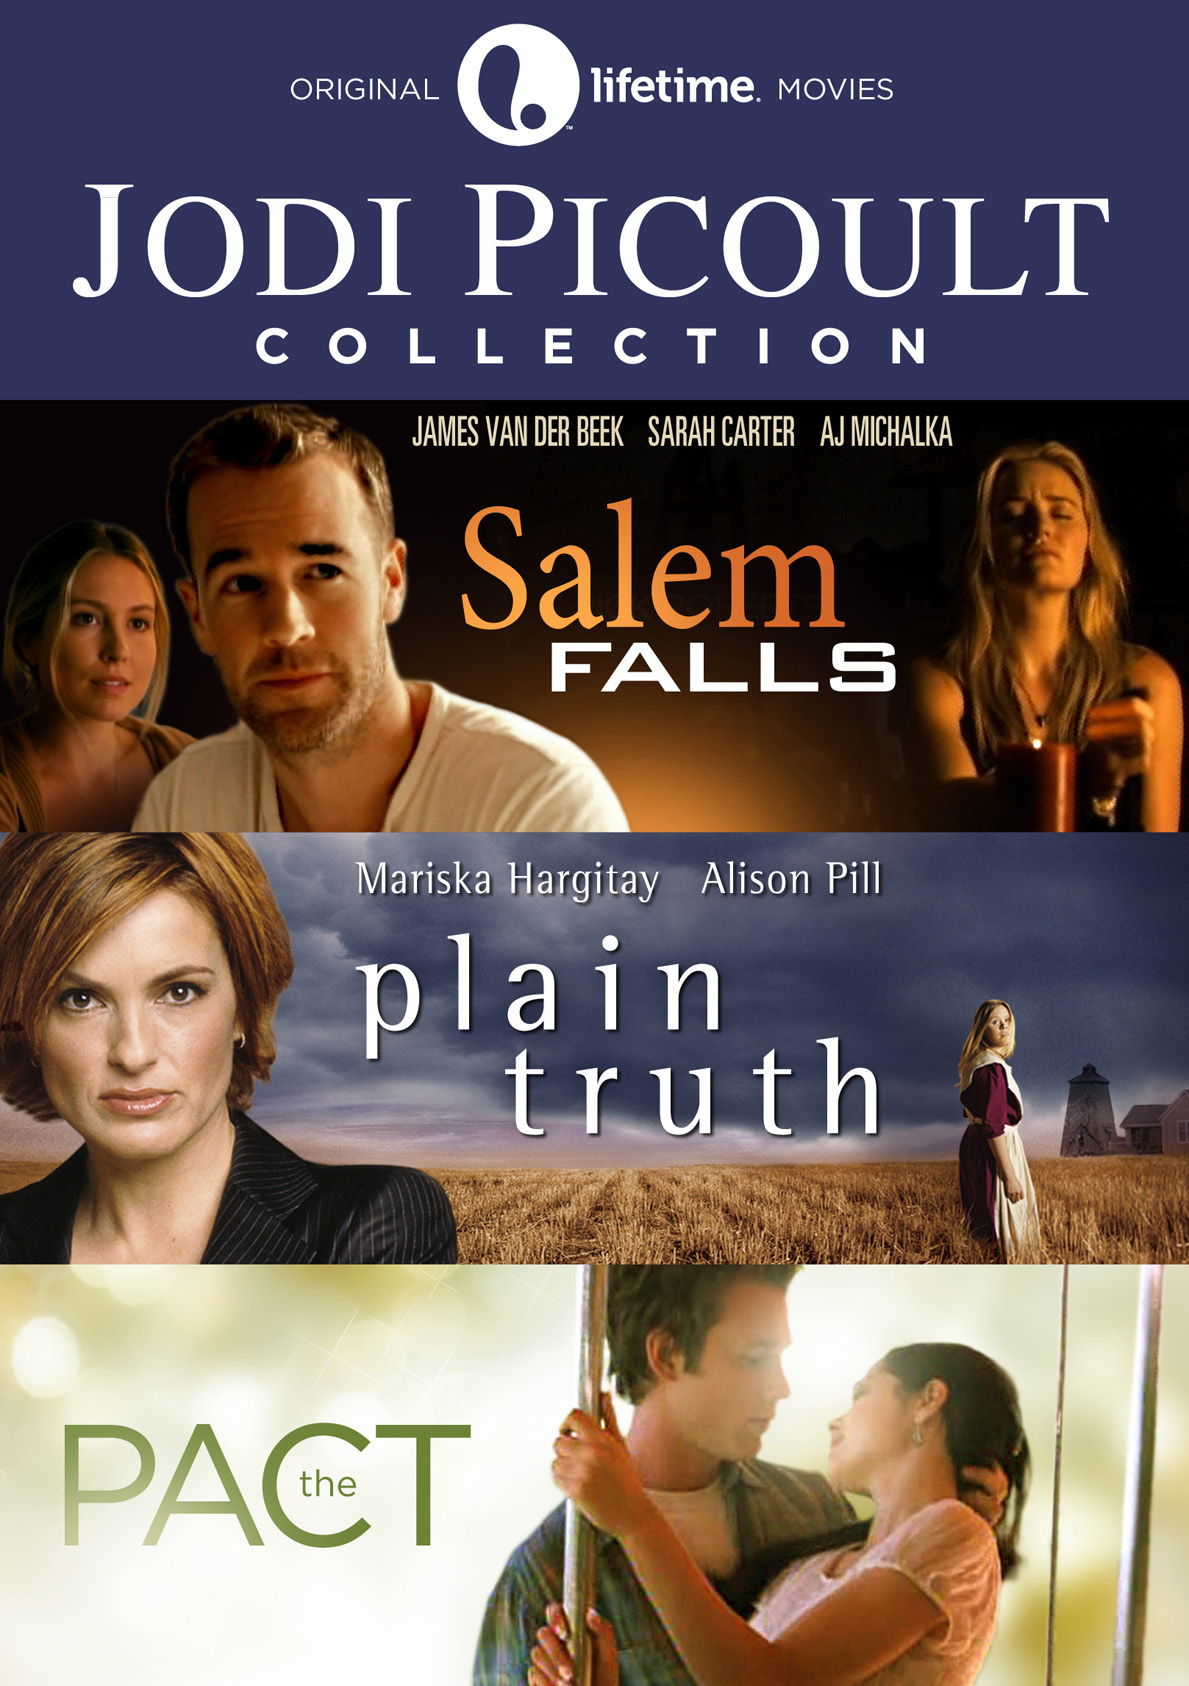 ORIGINAL lifetime. MOVIES
JODI PICOULT
COLLECTION
JAMES VAN DER BEEK SARAH CARTER AJ MICHALKA
Salem
FALLS
Mariska Hargitay Alison Pill
plain
truth
the
PACT